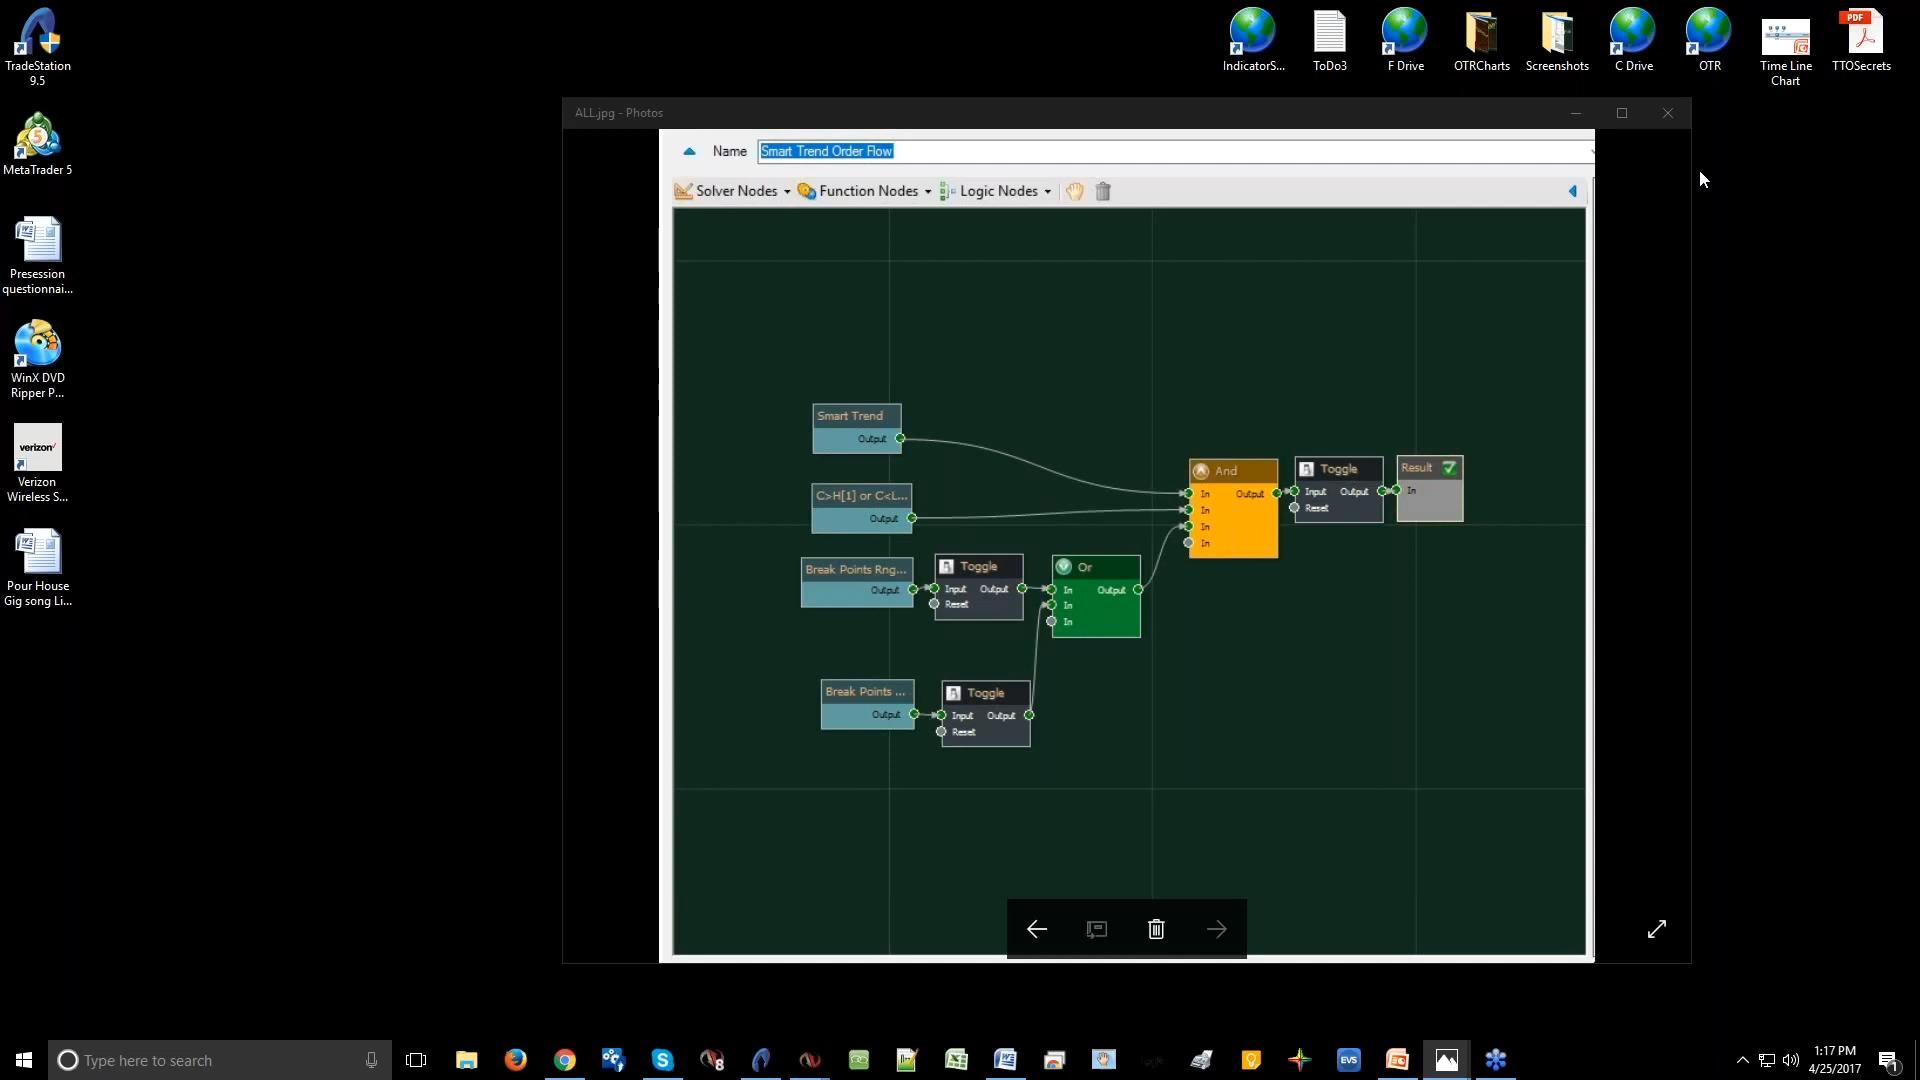 TradeStation
9.5
MetaTrader 5
Presession
questionnai...
WinX DVD
Ripper P...
verizon
Verizon
Wireless S...
Pour House
Gig song Li...
IndicatorS...
ToDo3
F Drive
OTRCharts
Screenshots
C Drive
OTR
Time Line
Chart
PDF
TTOSecrets
ALL.jpg - Photos
Name
Smart Trend Order Flow
Solver Nodes
Function Nodes
Logic Nodes
Smart Trend
Output
C>H[1] or C<L...
Output
Break Points Rng...
Output
Toggle
Input Output
Reset
Or
In Output
In
In
Break Points ...
Output
Toggle
Input Output
Reset
And
In Output
In
In
In
Toggle
Input Output
Reset
Result
In
Type here to search
8
EVS
1:17 PM
4/25/2017
1